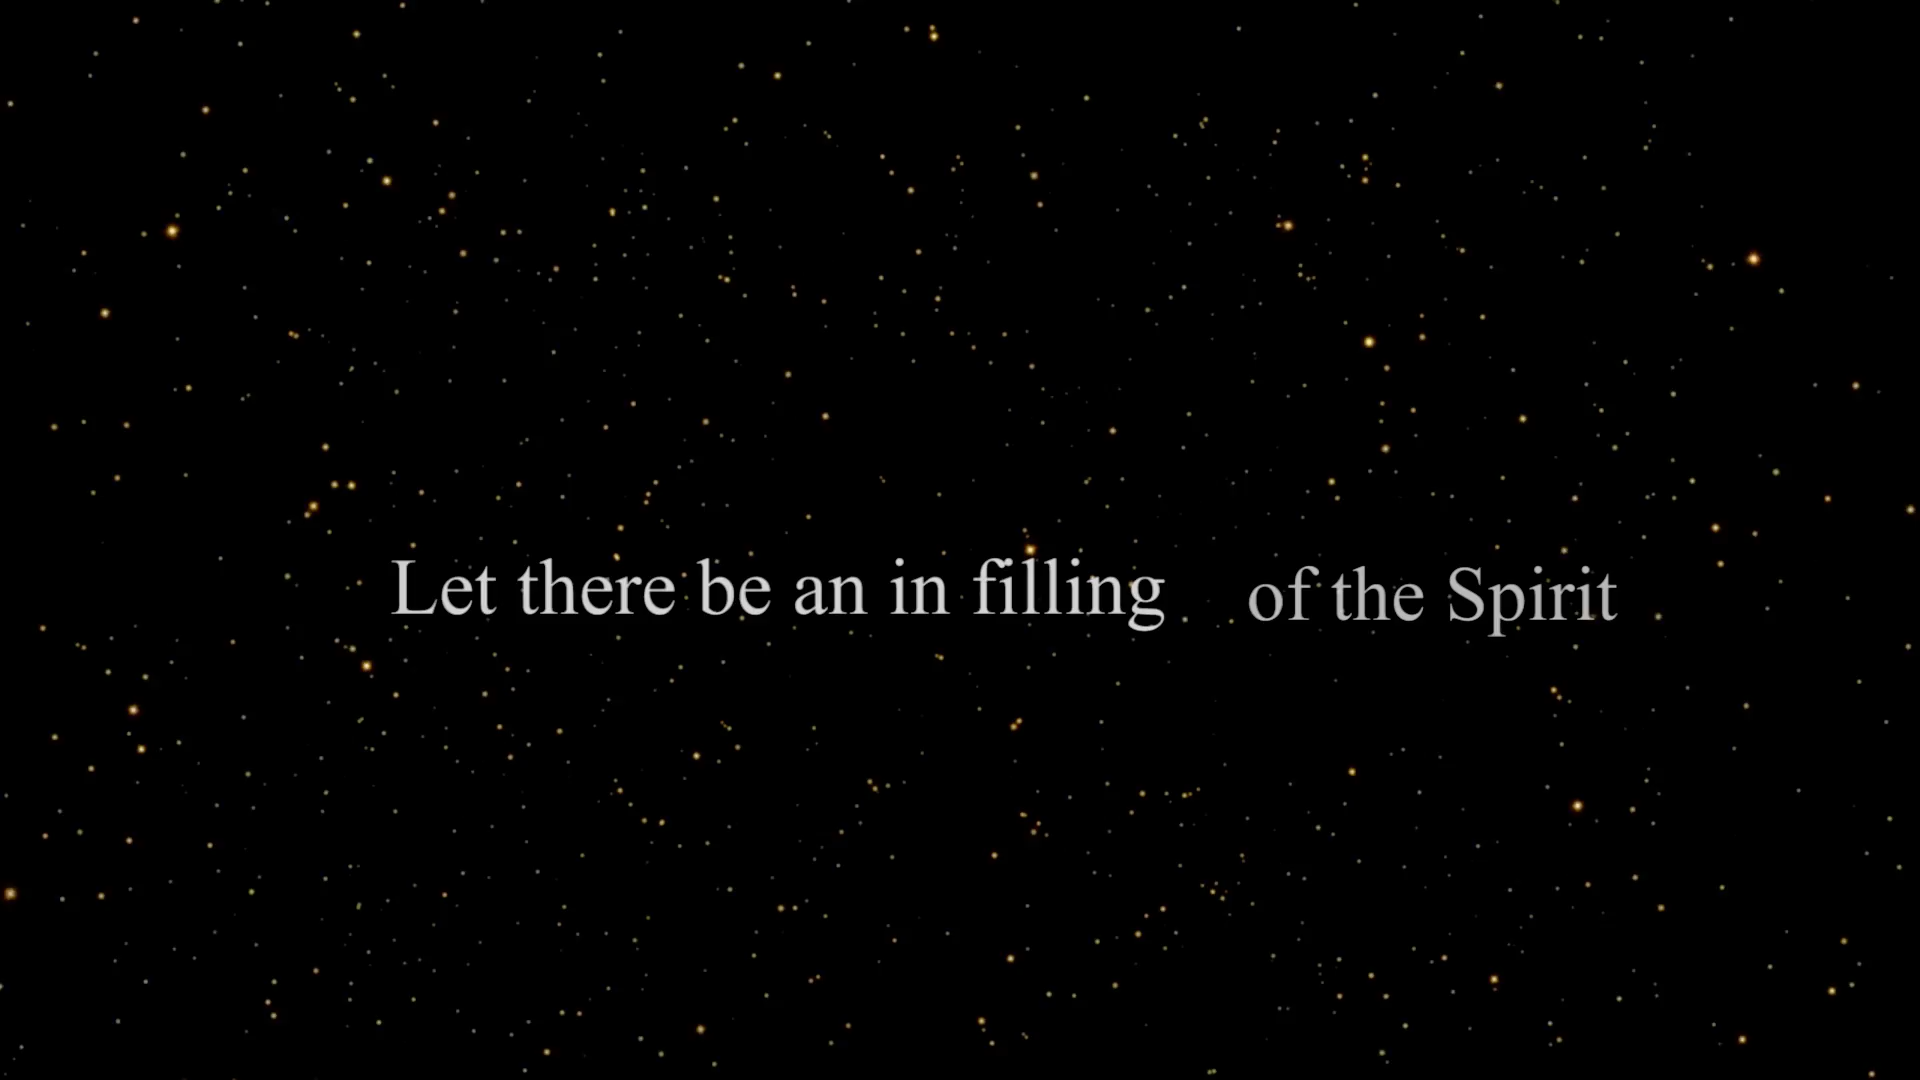 Let there be an in filling of the Spirit